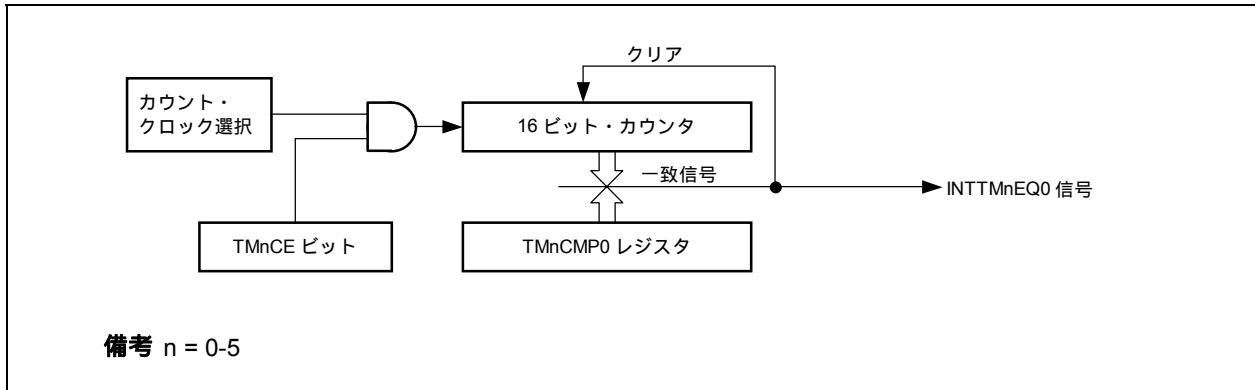 クリア
カウント・
クロック選択
16 ビット・カウンタ
一致信号
INTTMnEQ0 信号
TMnCE ビット
TMnCMP0 レジスタ
備考 n = 0-5